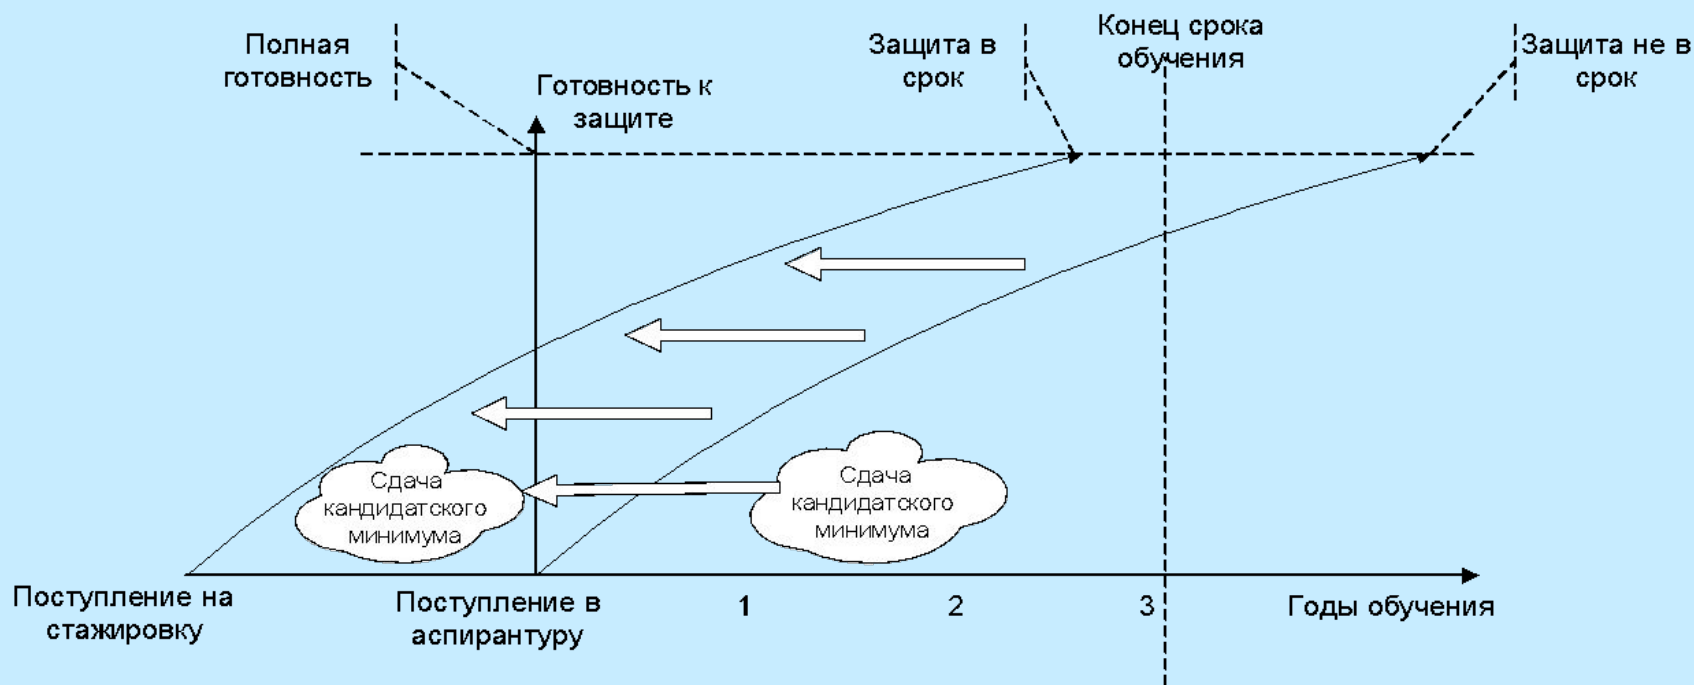 Полная
готовность
Готовность к
защите
Защита в
срок
Конец срока
обучения
Защита не в
срок
Сдача
кандидатского
минимума
Сдача
кандидатского
минимума
Поступление на
стажировку
Поступление в
аспирантуру
1
2
3
Годы обучения